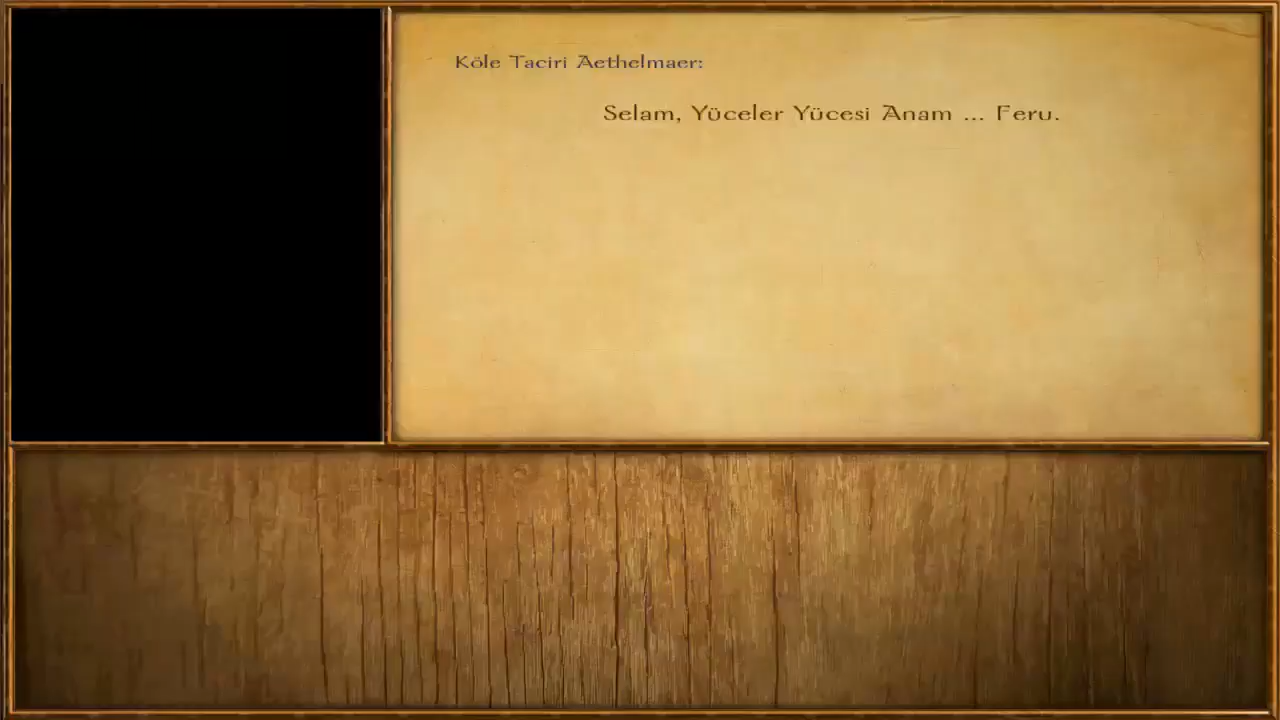 Köle Taciri Aethelmaer:
Selam, Yüceler Yücesi Anam ... Feru.